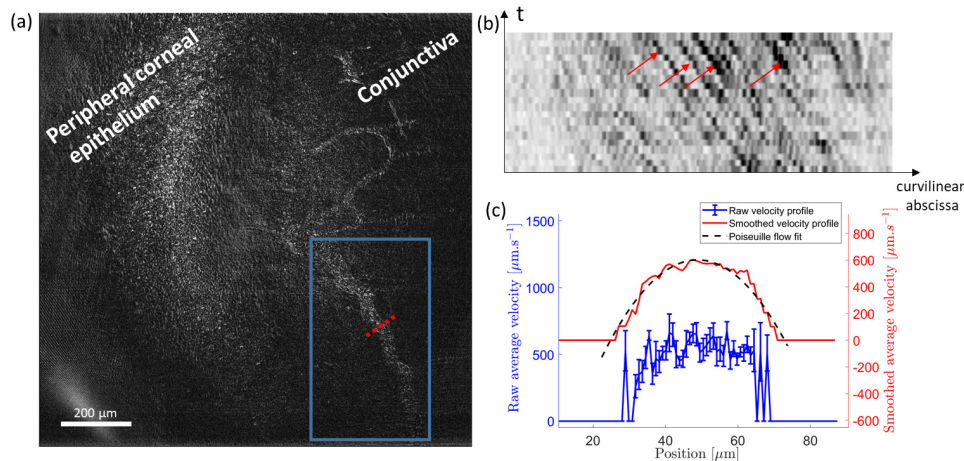 (a)
Peripheral corneal
epithelium
Conjunctiva
200 μm
(b)
t
curvilinear
abscissa
(c)
Raw velocity profile
Smoothed velocity profile
Poiseuille flow fit
Raw average velocity [μm.s⁻¹]
1500
1000
500
0
Smoothed average velocity [μm.s⁻¹]
800
600
400
200
0
-200
-400
-600
20 40 60 80
Position [μm]